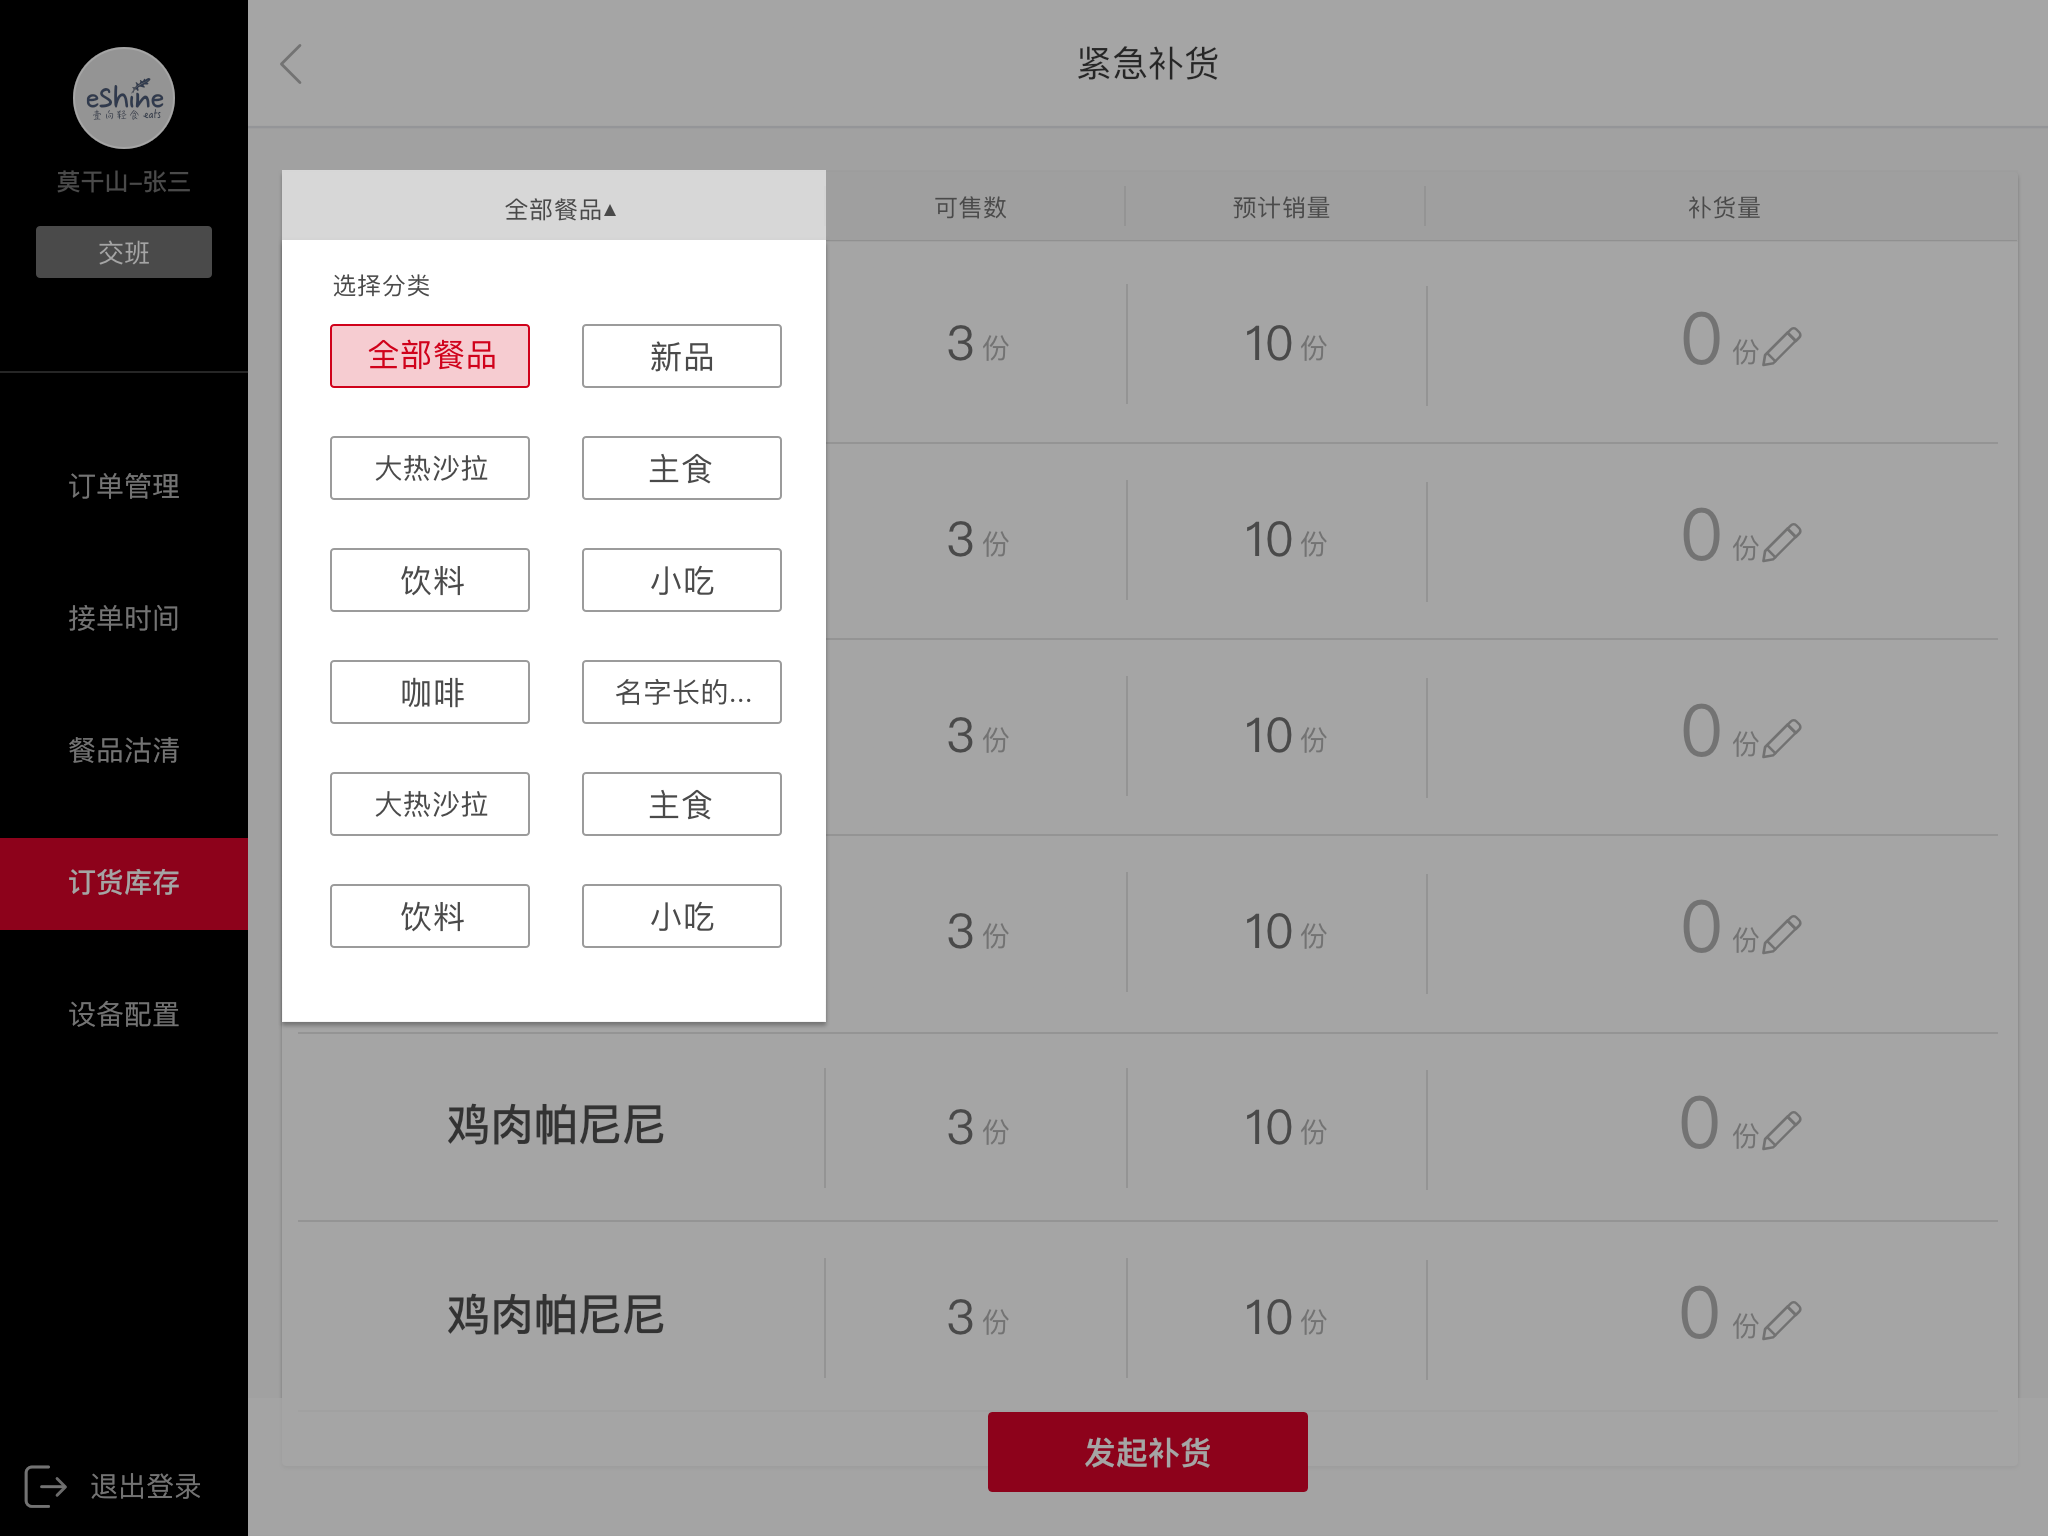 eShine
壹向轻食 eats
莫干山-张三
交班
订单管理
接单时间
餐品沽清
订货库存
设备配置
退出登录
紧急补货
全部餐品▲ 可售数 预计销量 补货量
选择分类
全部餐品 新品
大热沙拉 主食
饮料 小吃
咖啡 名字长的...
大热沙拉 主食
饮料 小吃
3 份 10 份 0 份
3 份 10 份 0 份
3 份 10 份 0 份
3 份 10 份 0 份
鸡肉帕尼尼 3 份 10 份 0 份
鸡肉帕尼尼 3 份 10 份 0 份
发起补货